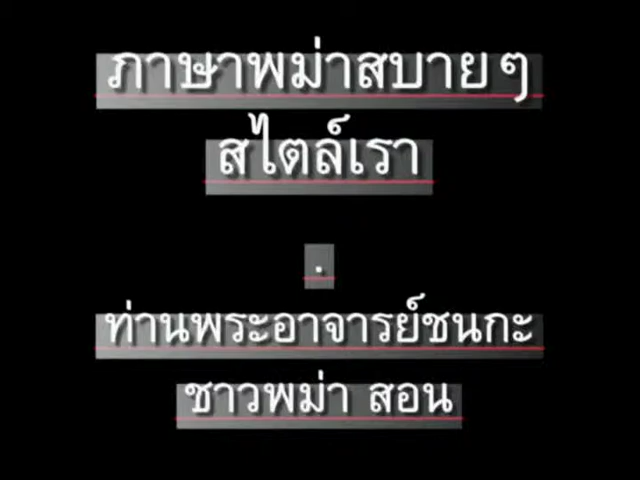 ภาษาพม่าสบายๆ
สไตล์เรา
.
ท่านพระอาจารย์ชนกะ
ชาวพม่า สอน